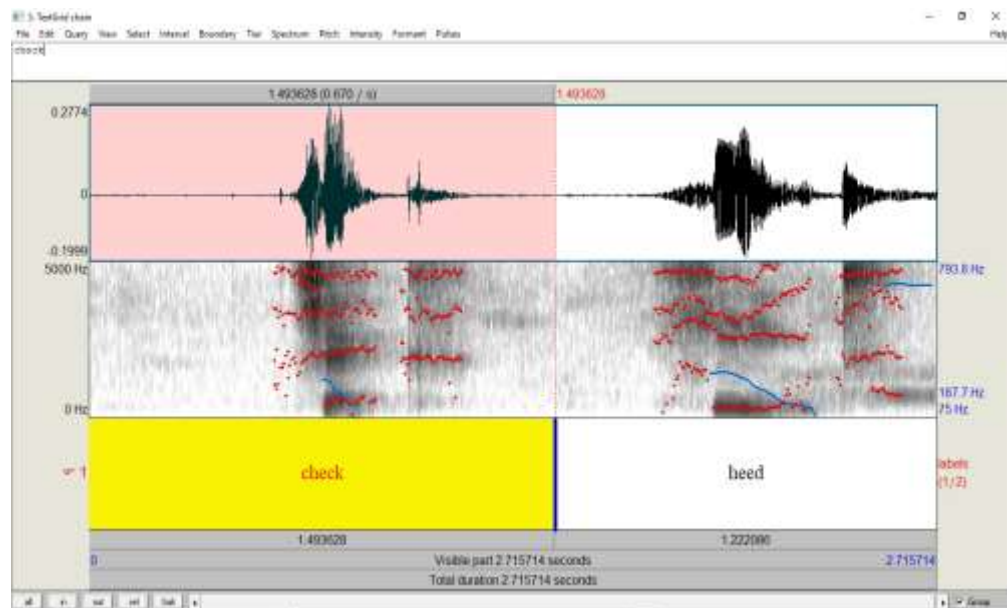 3. TextGrid chain
File Edit Query View Select Interval Boundary Tier Spectrum Pitch Intensity Formant Pulses
Help
check
1.493628 (0.670 / s)
1.493628
0.2774
0
-0.1999
5000 Hz
793.8 Hz
0 Hz
167.7 Hz
75 Hz
1
check
heed
labels
(1/2)
1.493628
1.222086
0
Visible part 2.715714 seconds
2.715714
Total duration 2.715714 seconds
all in out sel bak
Group